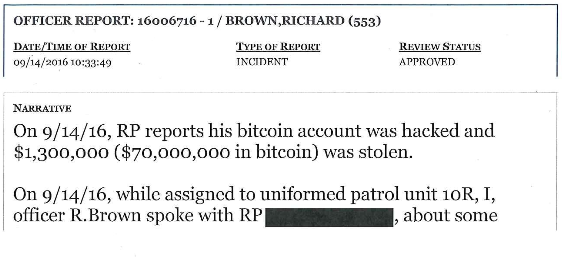 OFFICER REPORT: 16006716 - 1 / BROWN,RICHARD (553)
DATE/TIME OF REPORT TYPE OF REPORT REVIEW STATUS
09/14/2016 10:33:49 INCIDENT APPROVED
NARRATIVE
On 9/14/16, RP reports his bitcoin account was hacked and
$1,300,000 ($70,000,000 in bitcoin) was stolen.
On 9/14/16, while assigned to uniformed patrol unit 10R, I,
officer R.Brown spoke with RP , about some